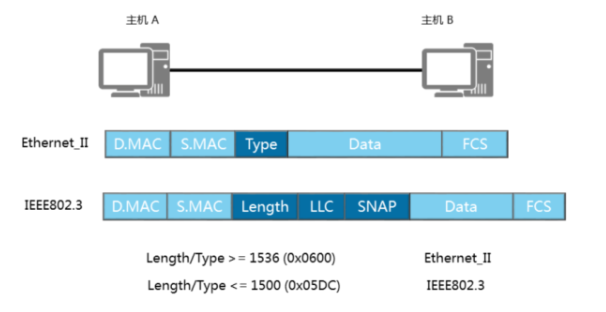 主机 A 主机 B
Ethernet_II D.MAC S.MAC Type Data FCS
IEEE802.3 D.MAC S.MAC Length LLC SNAP Data FCS
Length/Type >= 1536 (0x0600) Ethernet_II
Length/Type <= 1500 (0x05DC) IEEE802.3